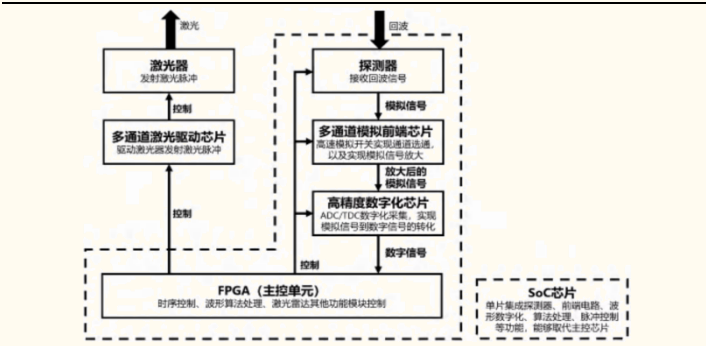 激光
回波
激光器
发射激光脉冲
探测器
接收回波信号
控制
模拟信号
多通道激光驱动芯片
驱动激光器发射激光脉冲
多通道模拟前端芯片
高速模拟开关实现通道选通，
以及实现模拟信号放大
放大后的
模拟信号
高精度数字化芯片
ADC/TDC数字化采集，实现
模拟信号到数字信号的转化
控制
控制
数字信号
FPGA（主控单元）
时序控制、波形算法处理、激光雷达其他功能模块控制
SoC芯片
单片集成探测器、前端电路、波
形数字化、算法处理、脉冲控制
等功能，能够取代主控芯片